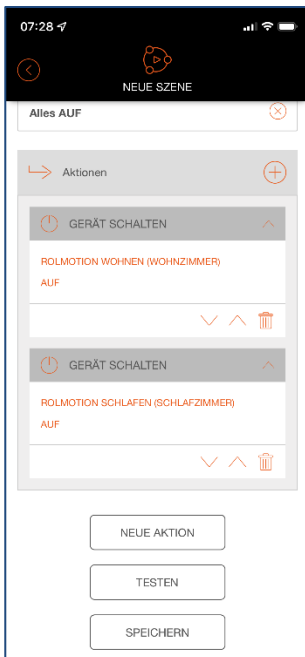 07:28
NEUE SZENE
Alles AUF
Aktionen
GERÄT SCHALTEN
ROLMOTION WOHNEN (WOHNZIMMER)
AUF
GERÄT SCHALTEN
ROLMOTION SCHLAFEN (SCHLAFZIMMER)
AUF
NEUE AKTION
TESTEN
SPEICHERN